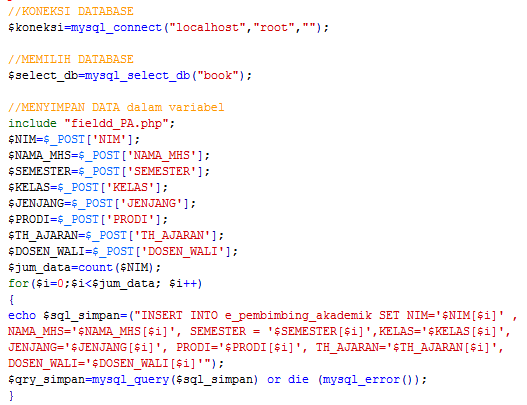 //KONEKSI DATABASE
$koneksi=mysql_connect("localhost","root","");
//MEMILIH DATABASE
$select_db=mysql_select_db("book");
//MENYIMPAN DATA dalam variabel
include "fieldd_PA.php";
$NIM=$_POST['NIM'];
$NAMA_MHS=$_POST['NAMA_MHS'];
$SEMESTER=$_POST['SEMESTER'];
$KELAS=$_POST['KELAS'];
$JENJANG=$_POST['JENJANG'];
$PRODI=$_POST['PRODI'];
$TH_AJARAN=$_POST['TH_AJARAN'];
$DOSEN_WALI=$_POST['DOSEN_WALI'];
$jum_data=count($NIM);
for($i=0;$i<$jum_data; $i++)
{
echo $sql_simpan=("INSERT INTO e_pembimbing_akademik SET NIM='$NIM[$i]' ,
NAMA_MHS='$NAMA_MHS[$i]', SEMESTER = '$SEMESTER[$i]',KELAS='$KELAS[$i]',
JENJANG='$JENJANG[$i]', PRODI='$PRODI[$i]', TH_AJARAN='$TH_AJARAN[$i]',
DOSEN_WALI='$DOSEN_WALI[$i]'");
$qry_simpan=mysql_query($sql_simpan) or die (mysql_error());
}